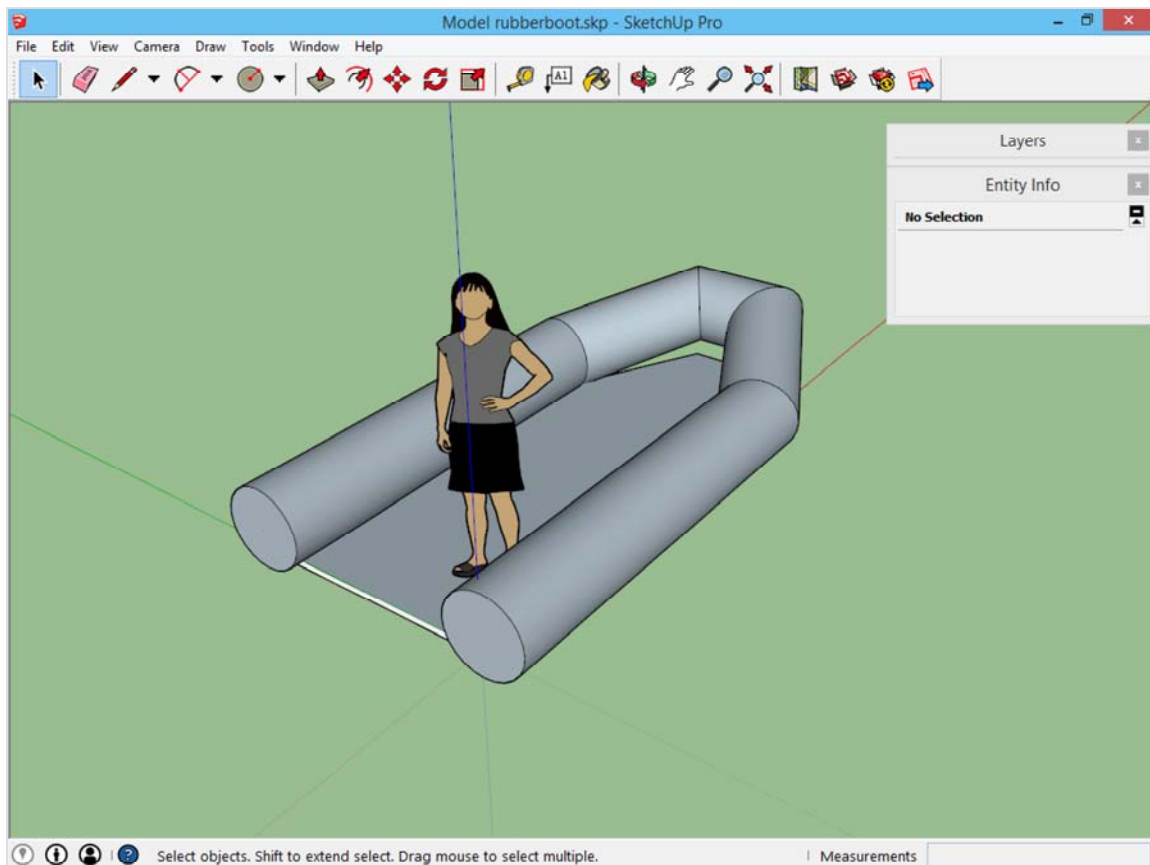 Model rubberboot.skp - SketchUp Pro
File Edit View Camera Draw Tools Window Help
A1
Layers
Entity Info
No Selection
Select objects. Shift to extend select. Drag mouse to select multiple.
Measurements